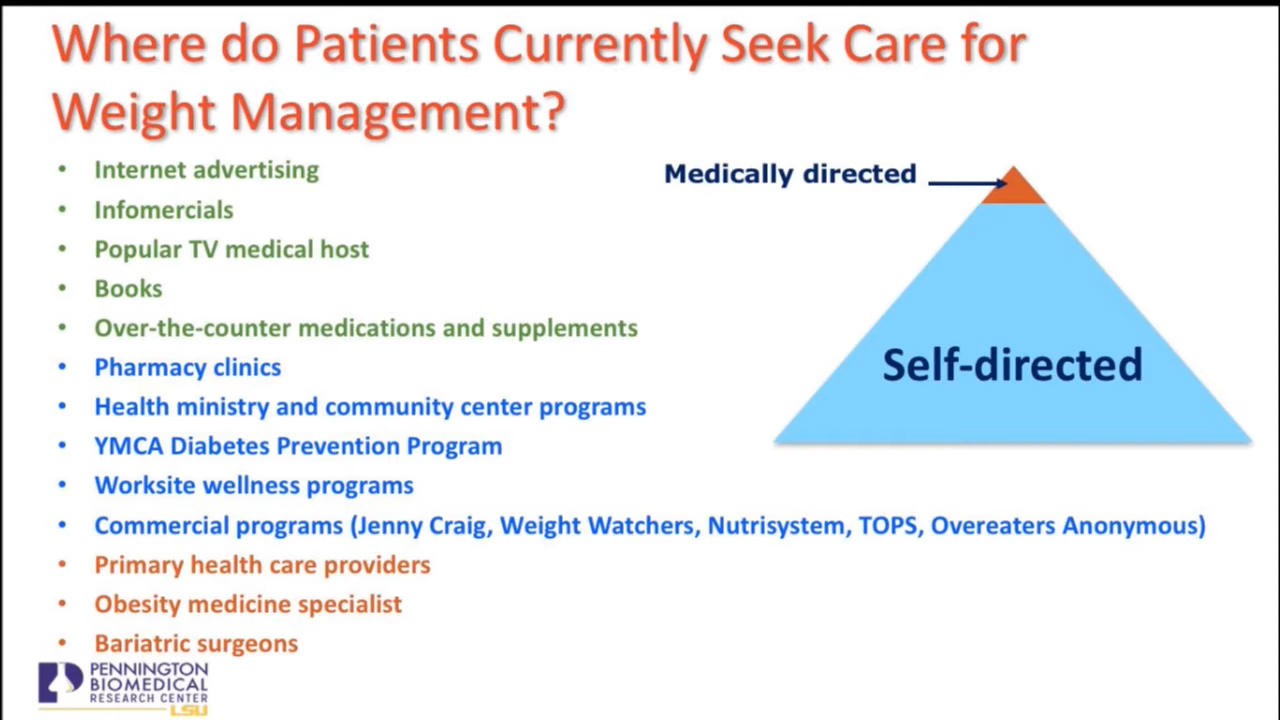 Where do Patients Currently Seek Care for
Weight Management?
• Internet advertising
• Infomercials
• Popular TV medical host
• Books
• Over-the-counter medications and supplements
• Pharmacy clinics
• Health ministry and community center programs
• YMCA Diabetes Prevention Program
• Worksite wellness programs
• Commercial programs (Jenny Craig, Weight Watchers, Nutrisystem, TOPS, Overeaters Anonymous)
• Primary health care providers
• Obesity medicine specialist
• Bariatric surgeons
Medically directed
Self-directed
PENNINGTON
BIOMEDICAL
RESEARCH CENTER
LSU